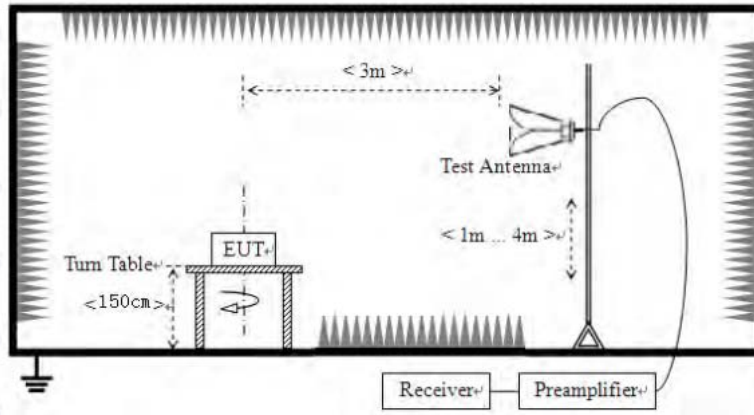 < 3m >
Test Antenna
< 1m ... 4m >
EUT
Turn Table
<150cm>
Receiver
Preamplifier